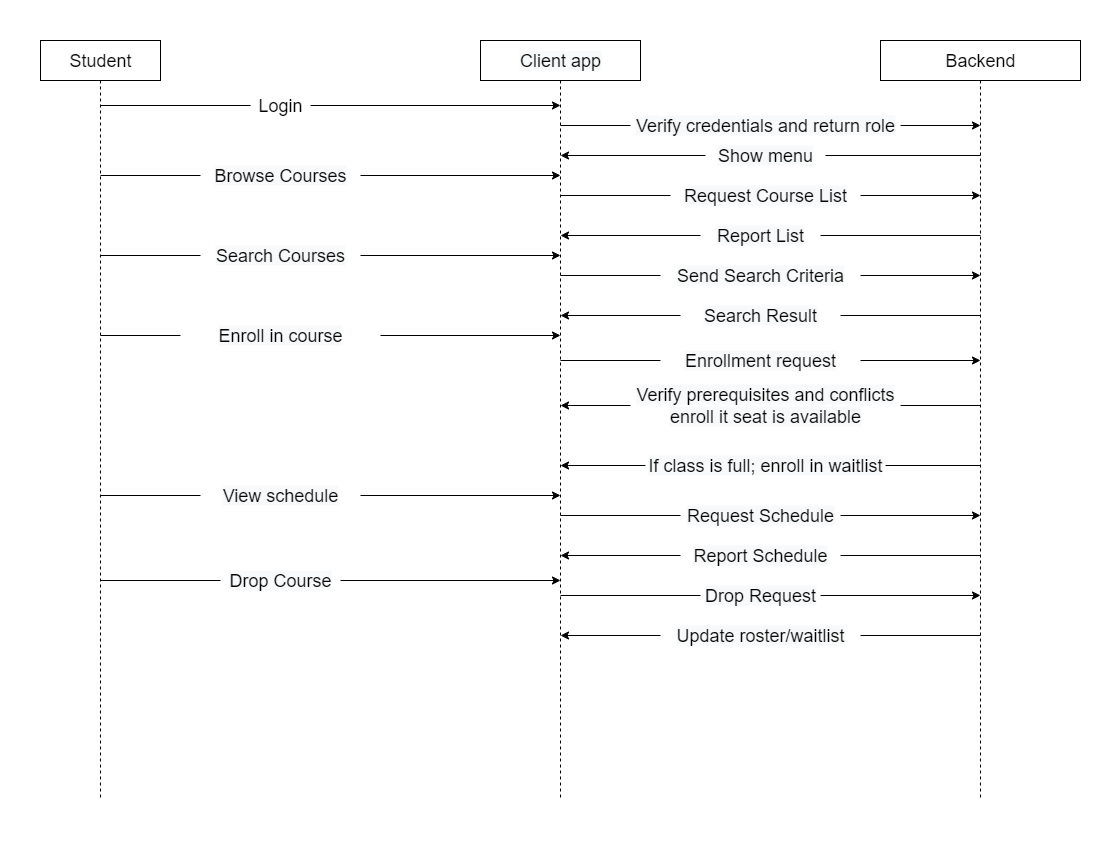 Student
Client app
Backend
Login
Verify credentials and return role
Show menu
Browse Courses
Request Course List
Report List
Search Courses
Send Search Criteria
Search Result
Enroll in course
Enrollment request
Verify prerequisites and conflicts
enroll it seat is available
If class is full; enroll in waitlist
View schedule
Request Schedule
Report Schedule
Drop Course
Drop Request
Update roster/waitlist